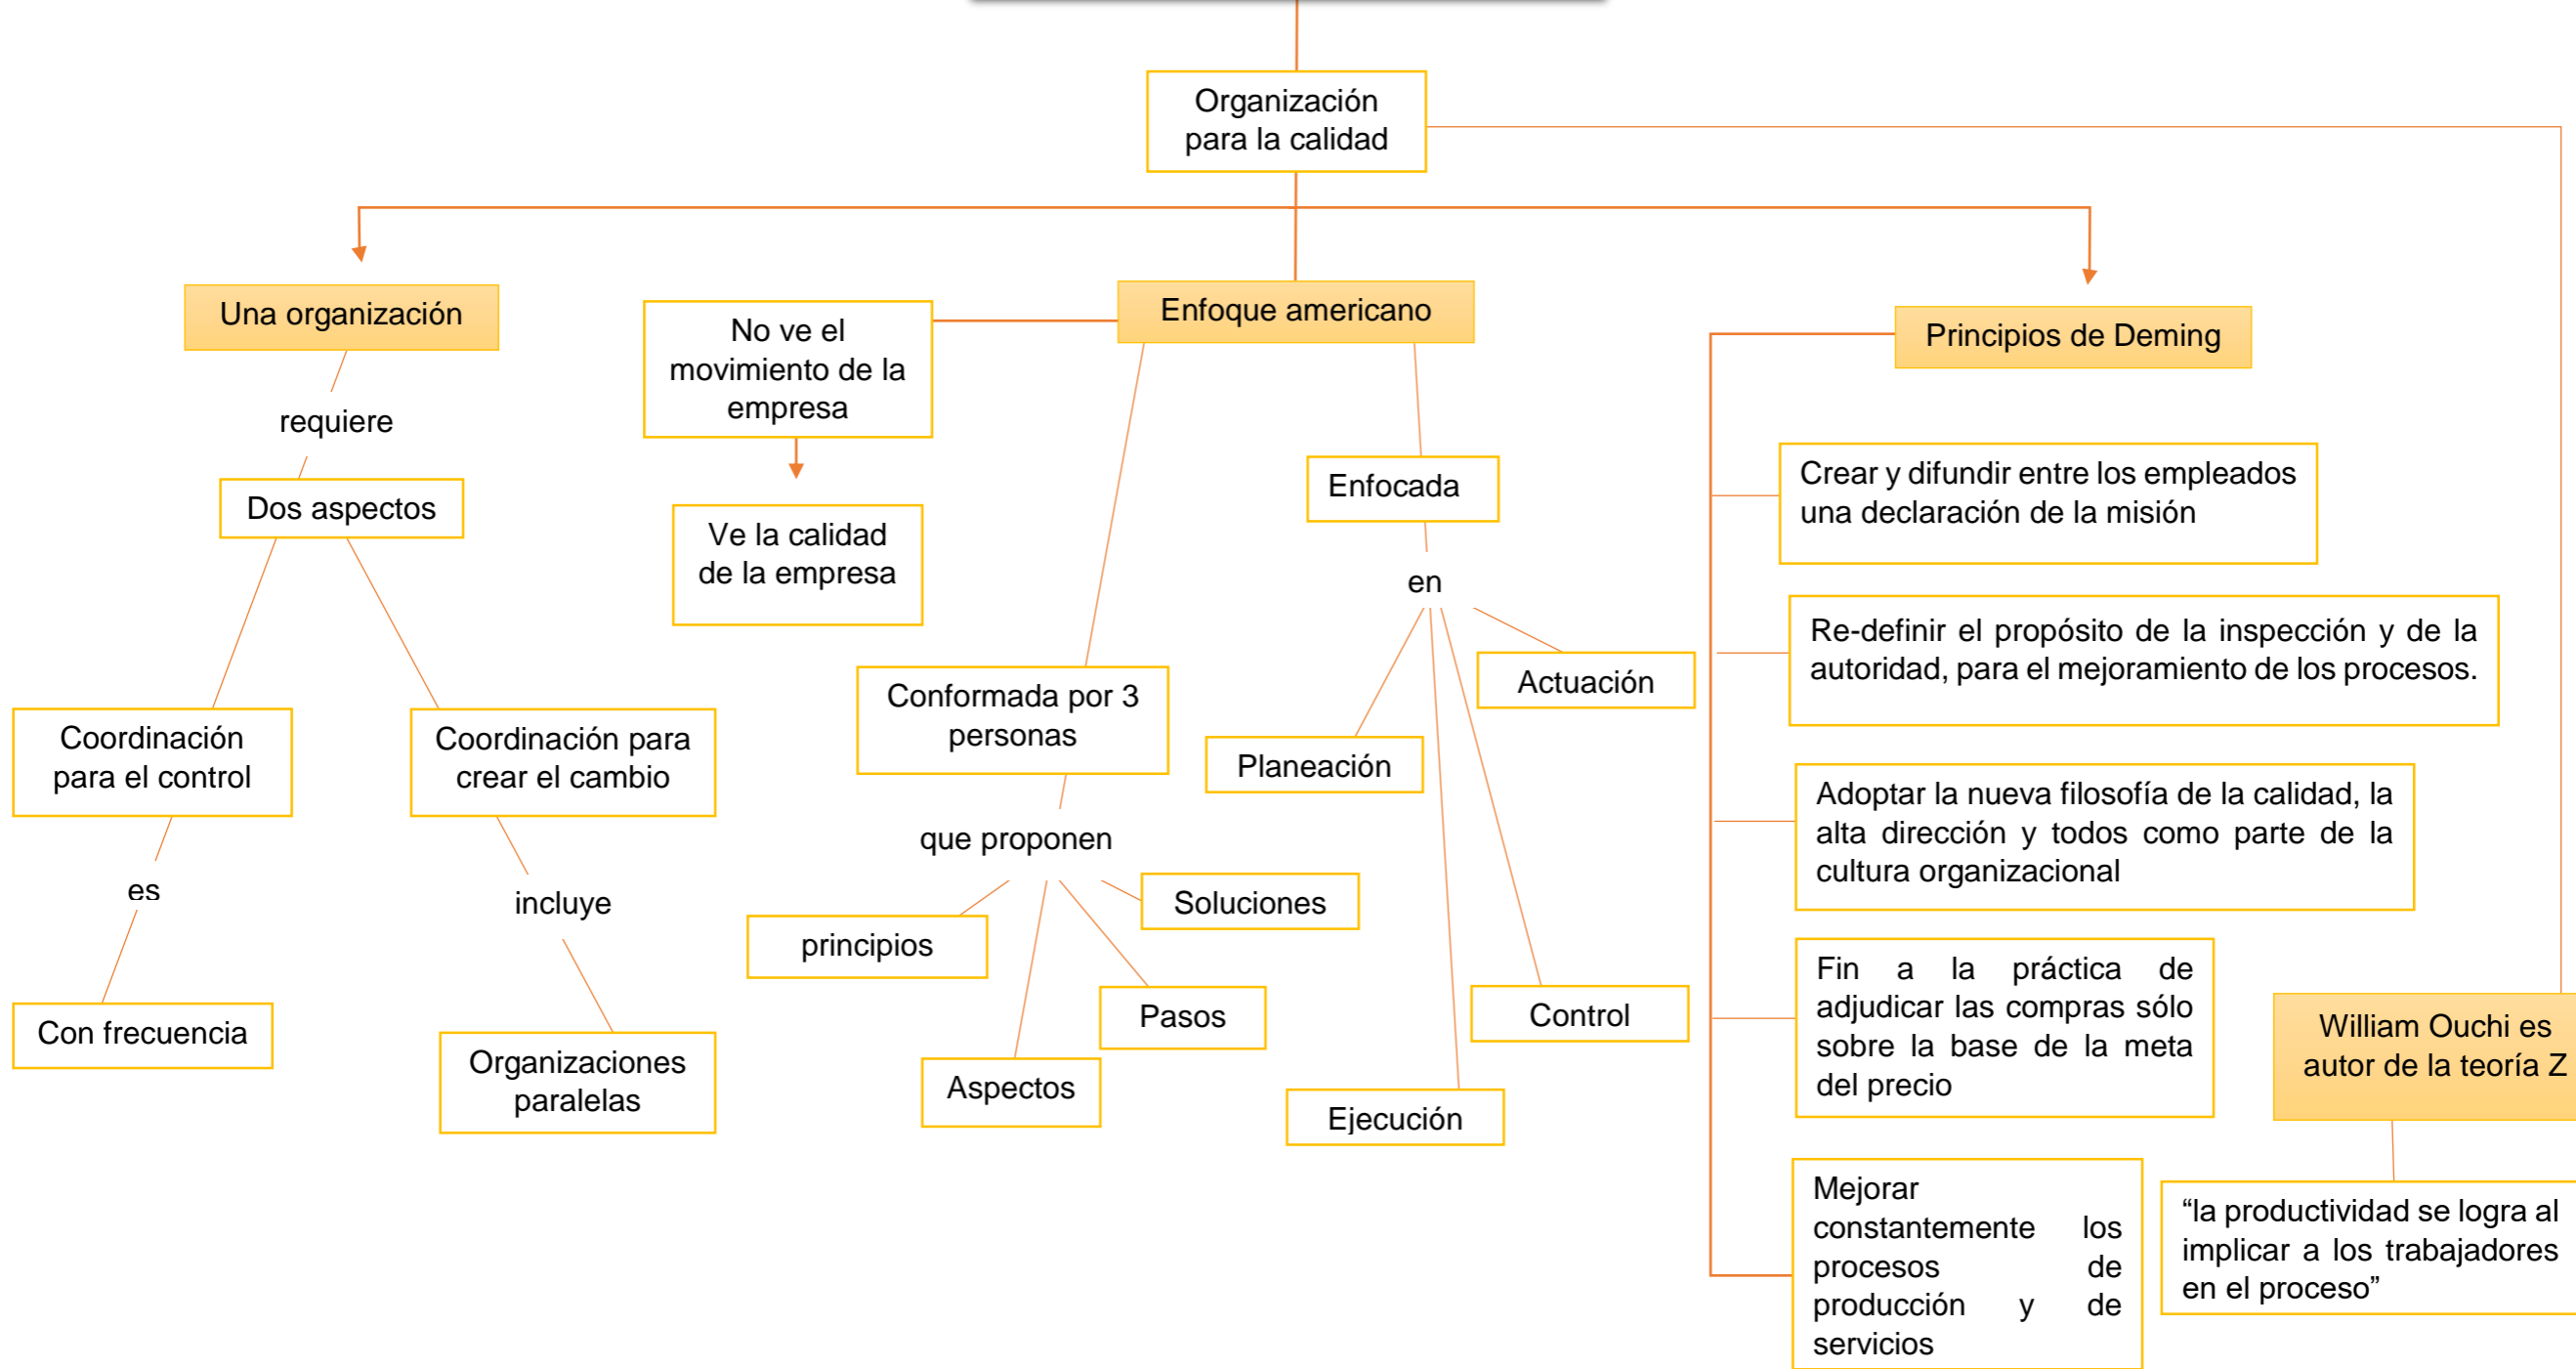 Organización
para la calidad
Una organización
requiere
Dos aspectos
Coordinación
para el control
es
Con frecuencia
Coordinación para
crear el cambio
incluye
Organizaciones
paralelas
Enfoque americano
No ve el
movimiento de la
empresa
Ve la calidad
de la empresa
Conformada por 3
personas
que proponen
principios
Aspectos
Pasos
Soluciones
Enfocada
en
Planeación
Ejecución
Control
Actuación
Principios de Deming
Crear y difundir entre los empleados
una declaración de la misión
Re-definir el propósito de la inspección y de la
autoridad, para el mejoramiento de los procesos.
Adoptar la nueva filosofía de la calidad, la
alta dirección y todos como parte de la
cultura organizacional
Fin a la práctica de
adjudicar las compras sólo
sobre la base de la meta
del precio
Mejorar
constantemente los
procesos de
producción y de
servicios
William Ouchi es
autor de la teoría Z
“la productividad se logra al
implicar a los trabajadores
en el proceso”